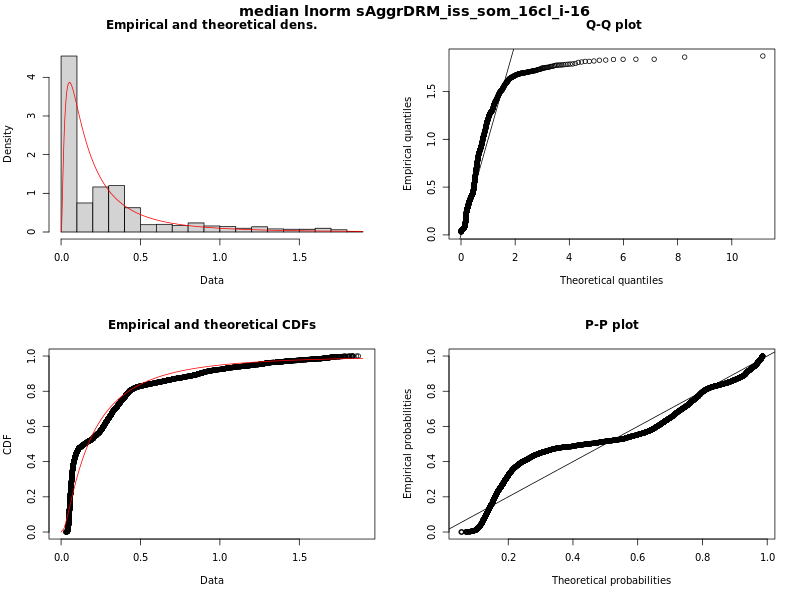 median lnorm sAggrDRM_iss_som_16cl_i-16
Empirical and theoretical dens.
Density
0 1 2 3 4
0.0 0.5 1.0 1.5
Data
Q-Q plot
Empirical quantiles
0.0 0.5 1.0 1.5
0 2 4 6 8 10
Theoretical quantiles
Empirical and theoretical CDFs
CDF
0.0 0.2 0.4 0.6 0.8 1.0
0.0 0.5 1.0 1.5
Data
P-P plot
Empirical probabilities
0.0 0.2 0.4 0.6 0.8 1.0
0.2 0.4 0.6 0.8 1.0
Theoretical probabilities